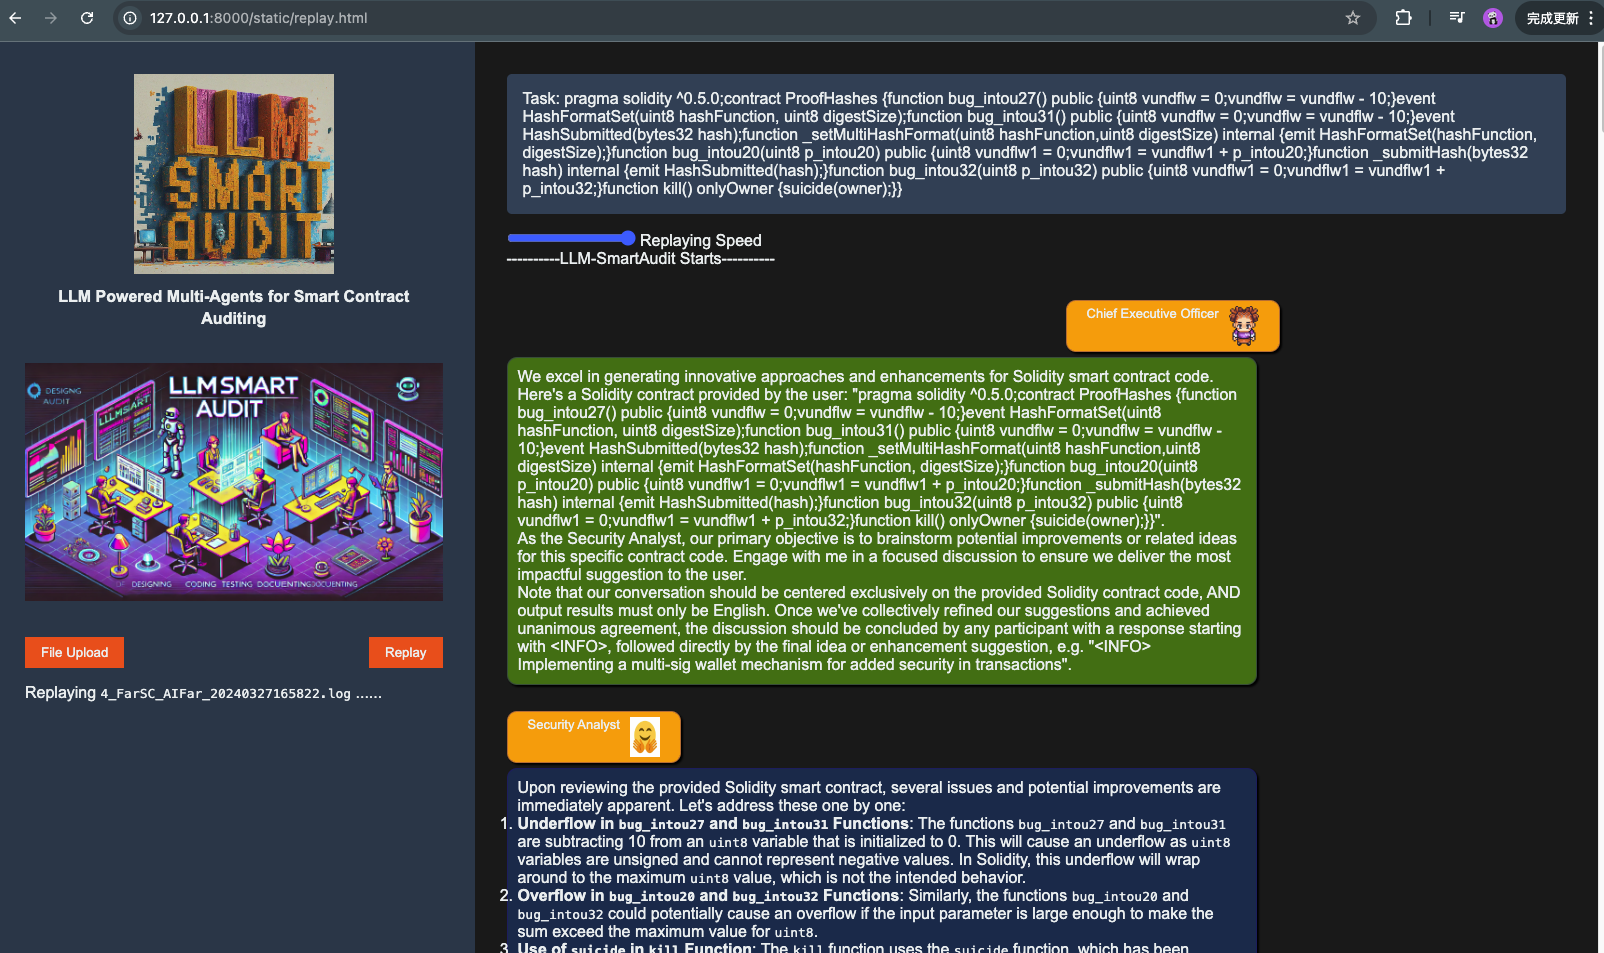 127.0.0.1:8000/static/replay.html
完成更新
LLM
SMART
AUDIT
LLM Powered Multi-Agents for Smart Contract
Auditing
DESIGNG
AUDIT
LLMSMART
AUDIT
DESIGNING CODING TESTING
File Upload
Replay
Replaying 4_FarSC_AIFar_20240327165822.log ......
Task: pragma solidity ^0.5.0;contract ProofHashes {function bug_intou27() public {uint8 vundflw = 0;vundflw = vundflw - 10;}event
HashFormatSet(uint8 hashFunction, uint8 digestSize);function bug_intou31() public {uint8 vundflw = 0;vundflw = vundflw - 10;}event
HashSubmitted(bytes32 hash);function _setMultiHashFormat(uint8 hashFunction,uint8 digestSize) internal {emit HashFormatSet(hashFunction,
digestSize);}function bug_intou20(uint8 p_intou20) public {uint8 vundflw1 = 0;vundflw1 = vundflw1 + p_intou20;}function _submitHash(bytes32
hash) internal {emit HashSubmitted(hash);}function bug_intou32(uint8 p_intou32) public {uint8 vundflw1 = 0;vundflw1 = vundflw1 +
p_intou32;}function kill() onlyOwner {suicide(owner);}}
Replaying Speed
----------LLM-SmartAudit Starts----------
Chief Executive Officer
We excel in generating innovative approaches and enhancements for Solidity smart contract code.
Here's a Solidity contract provided by the user: "pragma solidity ^0.5.0;contract ProofHashes {function
bug_intou27() public {uint8 vundflw = 0;vundflw = vundflw - 10;}event HashFormatSet(uint8
hashFunction, uint8 digestSize);function bug_intou31() public {uint8 vundflw = 0;vundflw = vundflw -
10;}event HashSubmitted(bytes32 hash);function _setMultiHashFormat(uint8 hashFunction,uint8
digestSize) internal {emit HashFormatSet(hashFunction, digestSize);}function bug_intou20(uint8
p_intou20) public {uint8 vundflw1 = 0;vundflw1 = vundflw1 + p_intou20;}function _submitHash(bytes32
hash) internal {emit HashSubmitted(hash);}function bug_intou32(uint8 p_intou32) public {uint8
vundflw1 = 0;vundflw1 = vundflw1 + p_intou32;}function kill() onlyOwner {suicide(owner);}}".
As the Security Analyst, our primary objective is to brainstorm potential improvements or related ideas
for this specific contract code. Engage with me in a focused discussion to ensure we deliver the most
impactful suggestion to the user.
Note that our conversation should be centered exclusively on the provided Solidity contract code, AND
output results must only be English. Once we've collectively refined our suggestions and achieved
unanimous agreement, the discussion should be concluded by any participant with a response starting
with <INFO>, followed directly by the final idea or enhancement suggestion, e.g. "<INFO>
Implementing a multi-sig wallet mechanism for added security in transactions".
Security Analyst
Upon reviewing the provided Solidity smart contract, several issues and potential improvements are
immediately apparent. Let's address these one by one:
1. Underflow in bug_intou27 and bug_intou31 Functions: The functions bug_intou27 and bug_intou31
are subtracting 10 from an uint8 variable that is initialized to 0. This will cause an underflow as uint8
variables are unsigned and cannot represent negative values. In Solidity, this underflow will wrap
around to the maximum uint8 value, which is not the intended behavior.
2. Overflow in bug_intou20 and bug_intou32 Functions: Similarly, the functions bug_intou20 and
bug_intou32 could potentially cause an overflow if the input parameter is large enough to make the
sum exceed the maximum value for uint8.
3. Use of suicide in kill Function: The kill function uses the suicide function, which has been